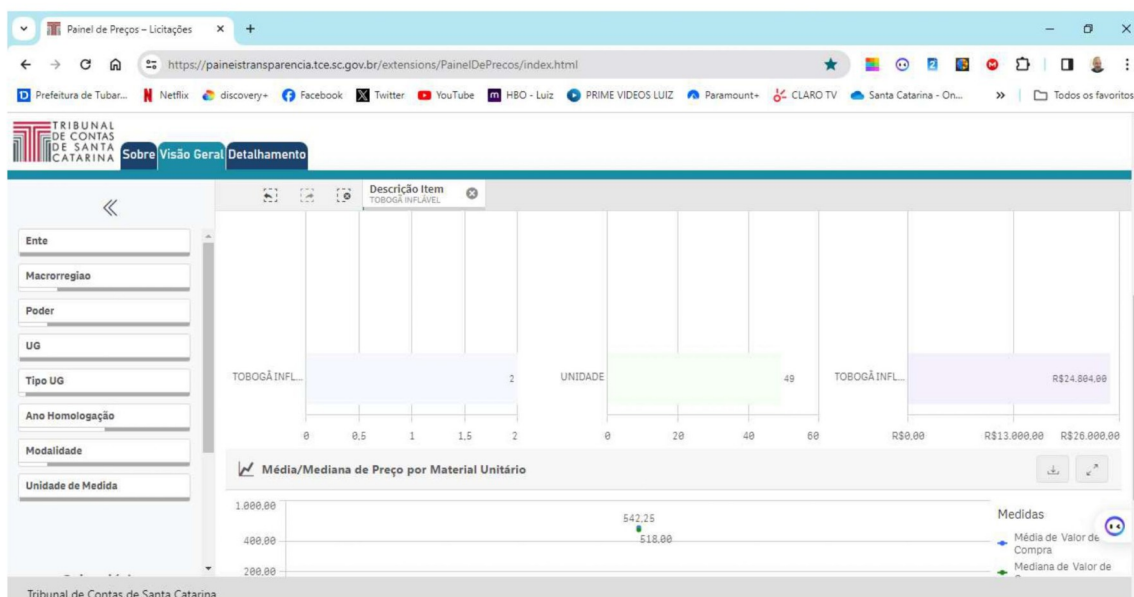 Painel de Preços – Licitações
https://paineistransparencia.tce.sc.gov.br/extensions/PainelDePrecos/index.html
Prefeitura de Tubar... Netflix discovery+ Facebook Twitter YouTube HBO - Luiz PRIME VIDEOS LUIZ Paramount+ CLARO TV Santa Catarina - On... » Todos os favoritos
TRIBUNAL
DE CONTAS
DE SANTA
CATARINA
Sobre Visão Geral Detalhamento
Descrição Item
TOBOGÃ INFLÁVEL
Ente
Macrorregiao
Poder
UG
Tipo UG
Ano Homologação
Modalidade
Unidade de Medida
TOBOGÃ INFL... 2
0 0,5 1 1,5 2
UNIDADE 49
0 20 40 60
TOBOGÃ INFL... R$24.804,00
R$0,00 R$13.000,00 R$26.000,00
Média/Mediana de Preço por Material Unitário
1.000,00
400,00
200,00
542,25
518,00
Medidas
Média de Valor de
Compra
Mediana de Valor de
Tribunal de Contas de Santa Catarina